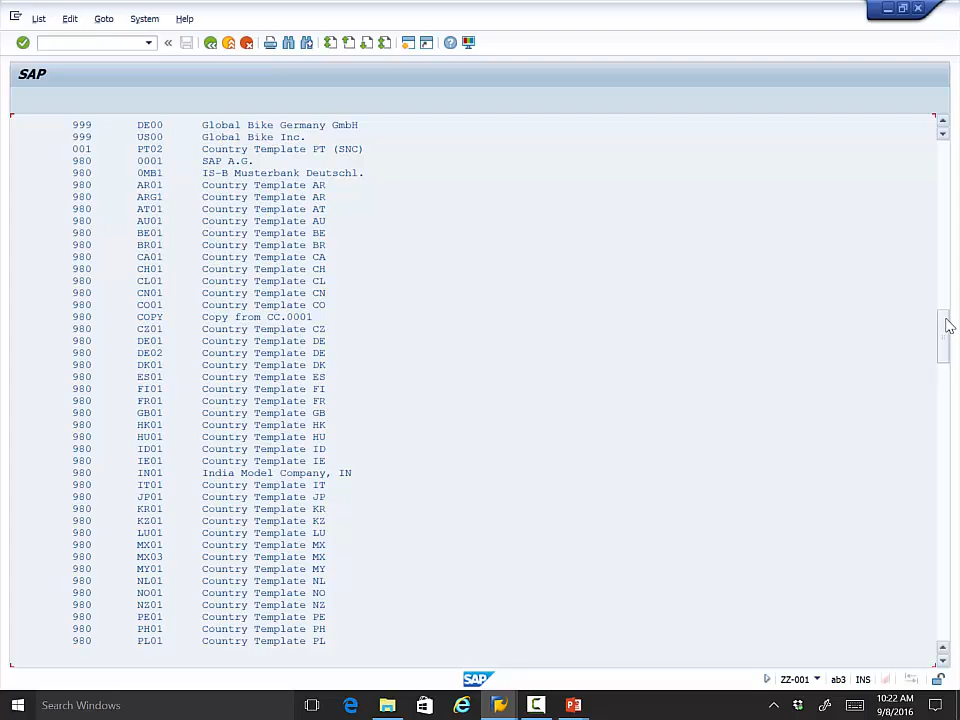 List Edit Goto System Help
SAP
999 DE00 Global Bike Germany GmbH
999 US00 Global Bike Inc.
001 PT02 Country Template PT (SNC)
980 0001 SAP A.G.
980 0MB1 IS-B Musterbank Deutschl.
980 AR01 Country Template AR
980 ARG1 Country Template AR
980 AT01 Country Template AT
980 AU01 Country Template AU
980 BE01 Country Template BE
980 BR01 Country Template BR
980 CA01 Country Template CA
980 CH01 Country Template CH
980 CL01 Country Template CL
980 CN01 Country Template CN
980 CO01 Country Template CO
980 COPY Copy from CC.0001
980 CZ01 Country Template CZ
980 DE01 Country Template DE
980 DE02 Country Template DE
980 DK01 Country Template DK
980 ES01 Country Template ES
980 FI01 Country Template FI
980 FR01 Country Template FR
980 GB01 Country Template GB
980 HK01 Country Template HK
980 HU01 Country Template HU
980 ID01 Country Template ID
980 IE01 Country Template IE
980 IN01 India Model Company, IN
980 IT01 Country Template IT
980 JP01 Country Template JP
980 KR01 Country Template KR
980 KZ01 Country Template KZ
980 LU01 Country Template LU
980 MX01 Country Template MX
980 MX03 Country Template MX
980 MY01 Country Template MY
980 NL01 Country Template NL
980 NO01 Country Template NO
980 NZ01 Country Template NZ
980 PE01 Country Template PE
980 PH01 Country Template PH
980 PL01 Country Template PL
SAP ZZ-001 ab3 INS
Search Windows 10:22 AM
9/8/2016